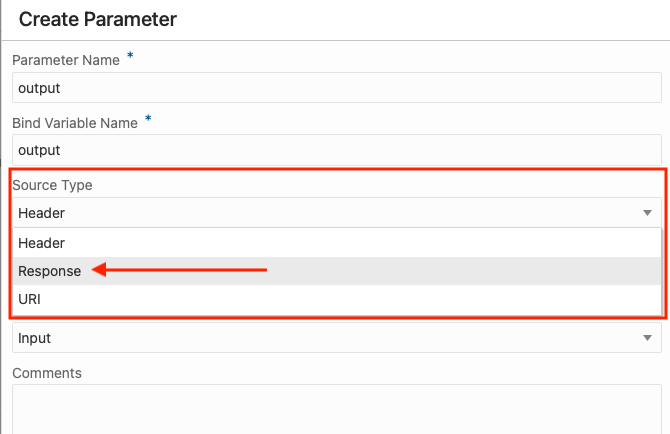 Create Parameter
Parameter Name *
output
Bind Variable Name *
output
Source Type
Header
Header
Response
URI
Input
Comments